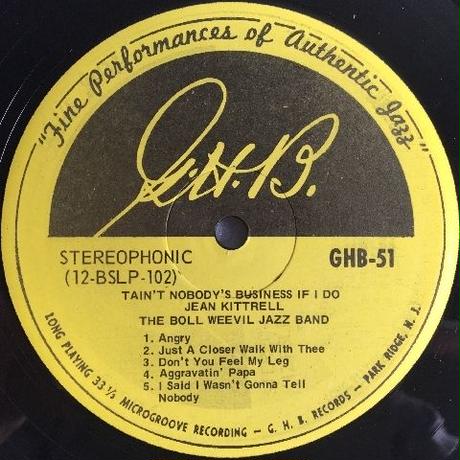 "Fine Performances of Authentic Jazz"
G.H.B.
STEREOPHONIC
(12-BSLP-102)
GHB-51
TAIN'T NOBODY'S BUSINESS IF I DO
JEAN KITTRELL
THE BOLL WEEVIL JAZZ BAND
1. Angry
2. Just A Closer Walk With Thee
3. Don't You Feel My Leg
4. Aggravatin' Papa
5. I Said I Wasn't Gonna Tell
Nobody
LONG PLAYING 33 ⅓ MICROGROOVE RECORDING - G. H. B. RECORDS - PARK RIDGE, N. J.